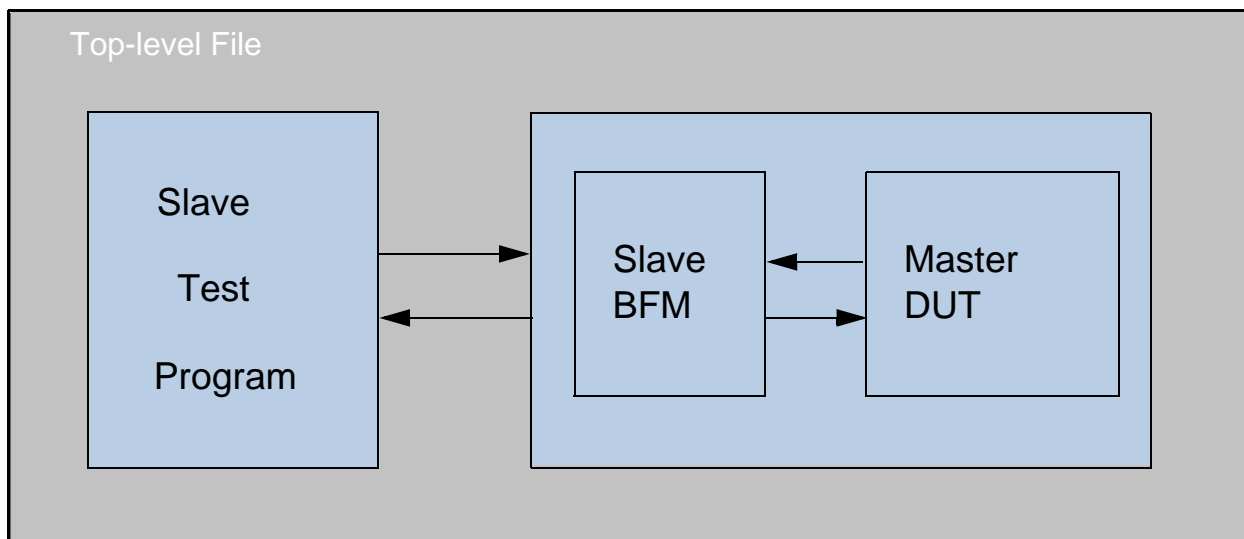 Top-level File
Slave
Test
Program
Slave
BFM
Master
DUT